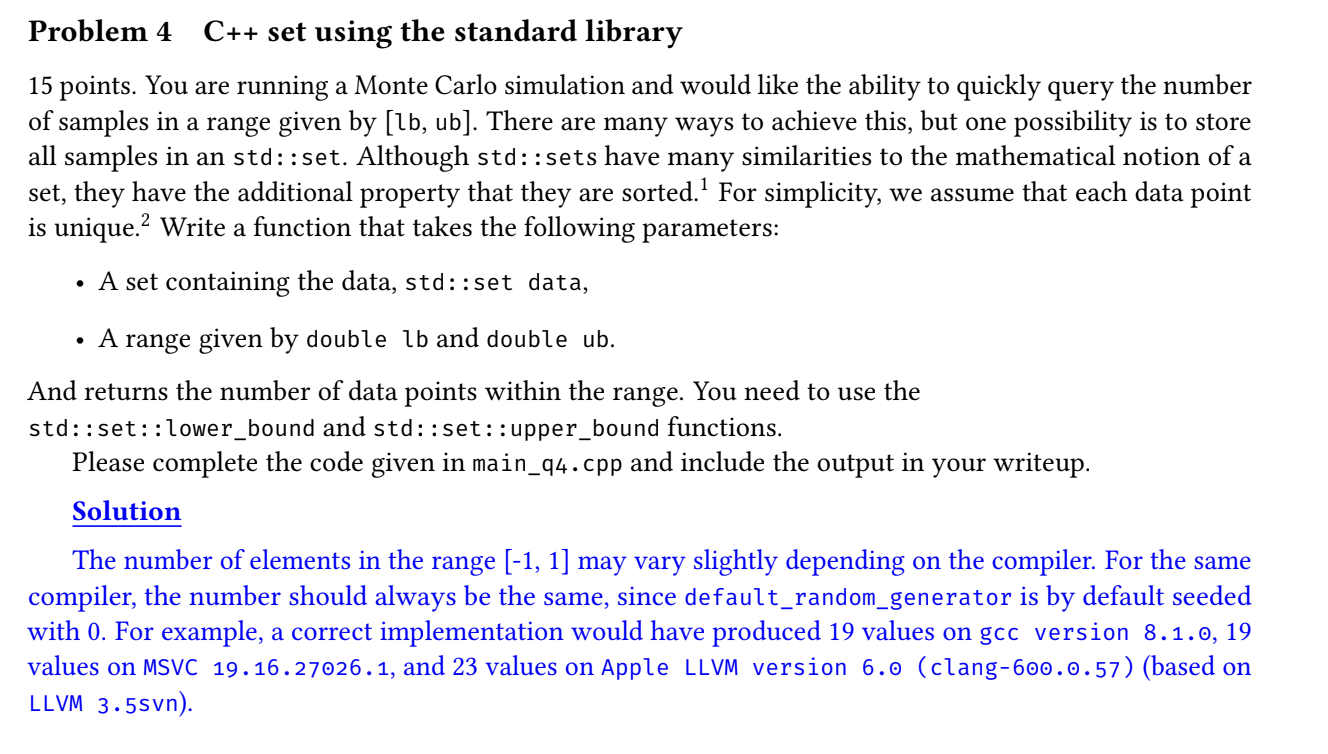 Problem 4 C++ set using the standard library
15 points. You are running a Monte Carlo simulation and would like the ability to quickly query the number
of samples in a range given by [lb, ub]. There are many ways to achieve this, but one possibility is to store
all samples in an std::set. Although std::sets have many similarities to the mathematical notion of a
set, they have the additional property that they are sorted.¹ For simplicity, we assume that each data point
is unique.² Write a function that takes the following parameters:
• A set containing the data, std::set data,
• A range given by double lb and double ub.
And returns the number of data points within the range. You need to use the
std::set::lower_bound and std::set::upper_bound functions.
Please complete the code given in main_q4.cpp and include the output in your writeup.
Solution
The number of elements in the range [-1, 1] may vary slightly depending on the compiler. For the same
compiler, the number should always be the same, since default_random_generator is by default seeded
with 0. For example, a correct implementation would have produced 19 values on gcc version 8.1.0, 19
values on MSVC 19.16.27026.1, and 23 values on Apple LLVM version 6.0 (clang-600.0.57) (based on
LLVM 3.5svn).